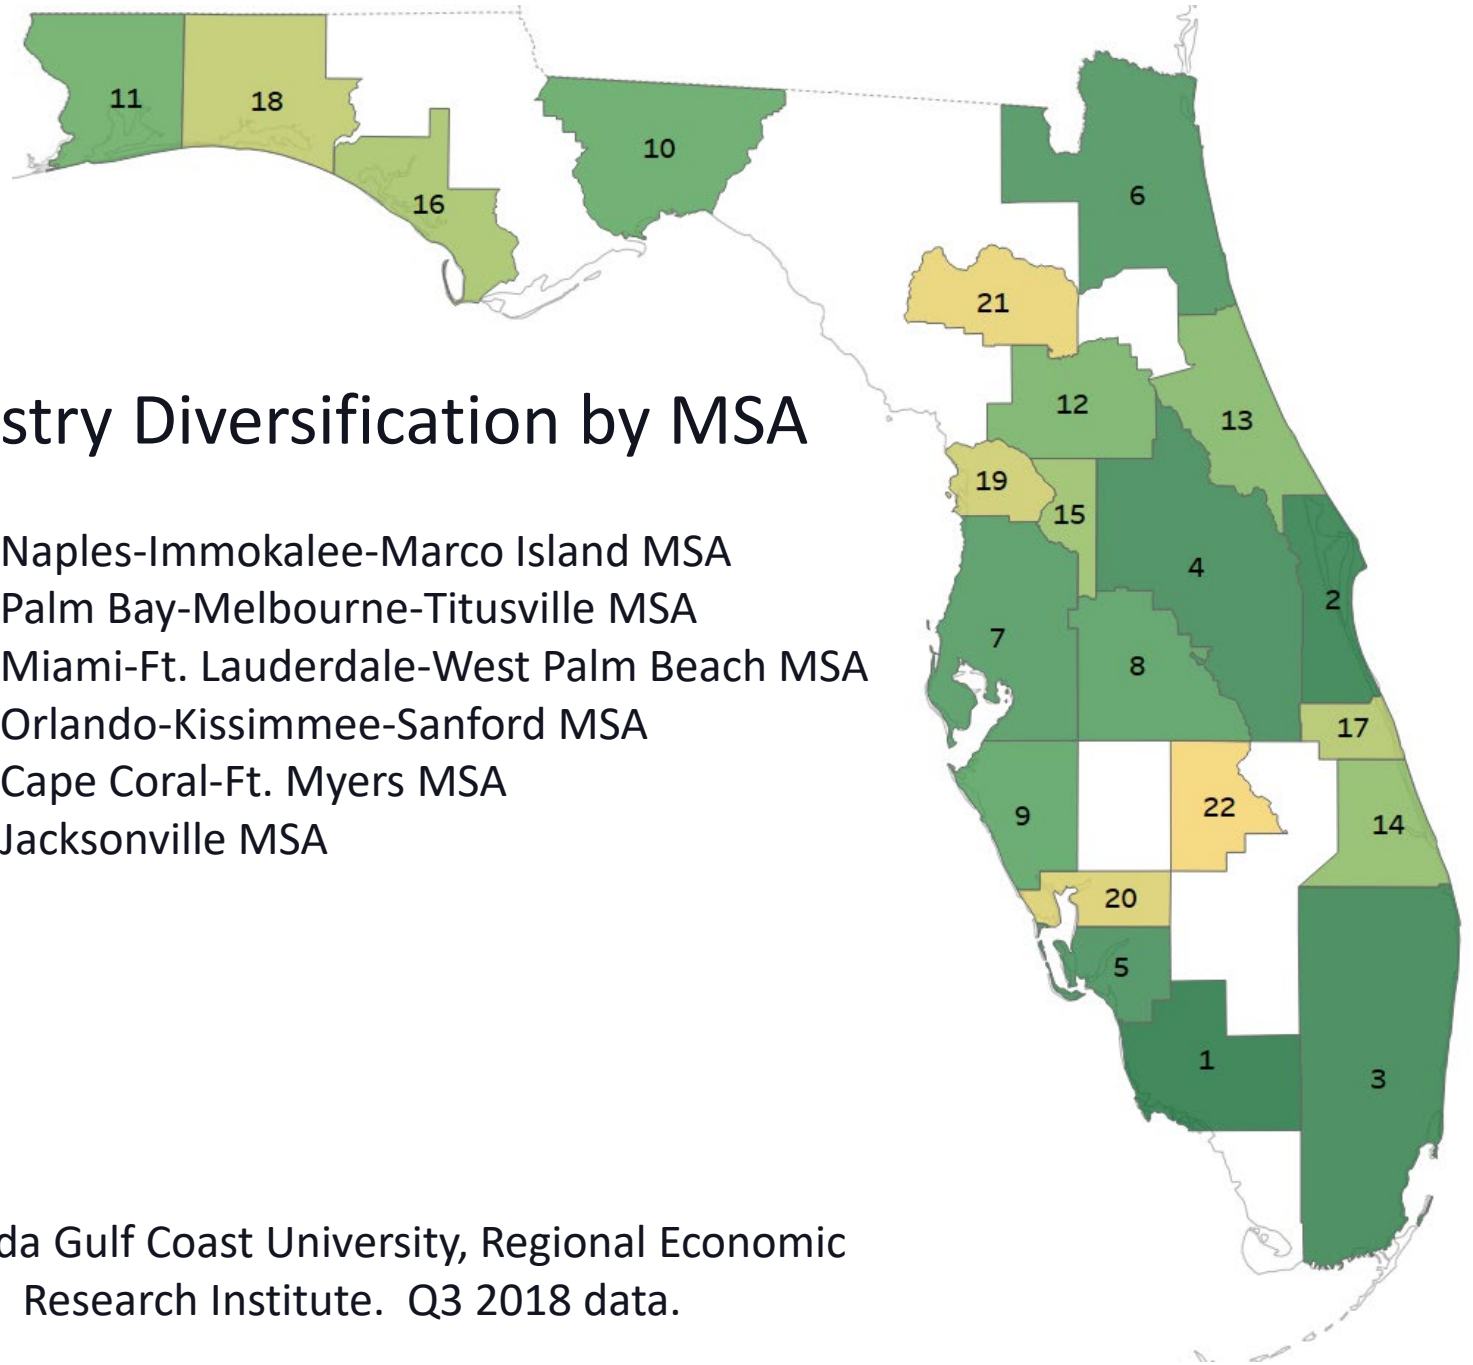 11
18
10
16
6
21
stry Diversification by MSA
12
13
19
15
4
2
7
8
17
22
9
14
20
5
1
3
Naples-Immokalee-Marco Island MSA
Palm Bay-Melbourne-Titusville MSA
Miami-Ft. Lauderdale-West Palm Beach MSA
Orlando-Kissimmee-Sanford MSA
Cape Coral-Ft. Myers MSA
Jacksonville MSA
da Gulf Coast University, Regional Economic
Research Institute.  Q3 2018 data.